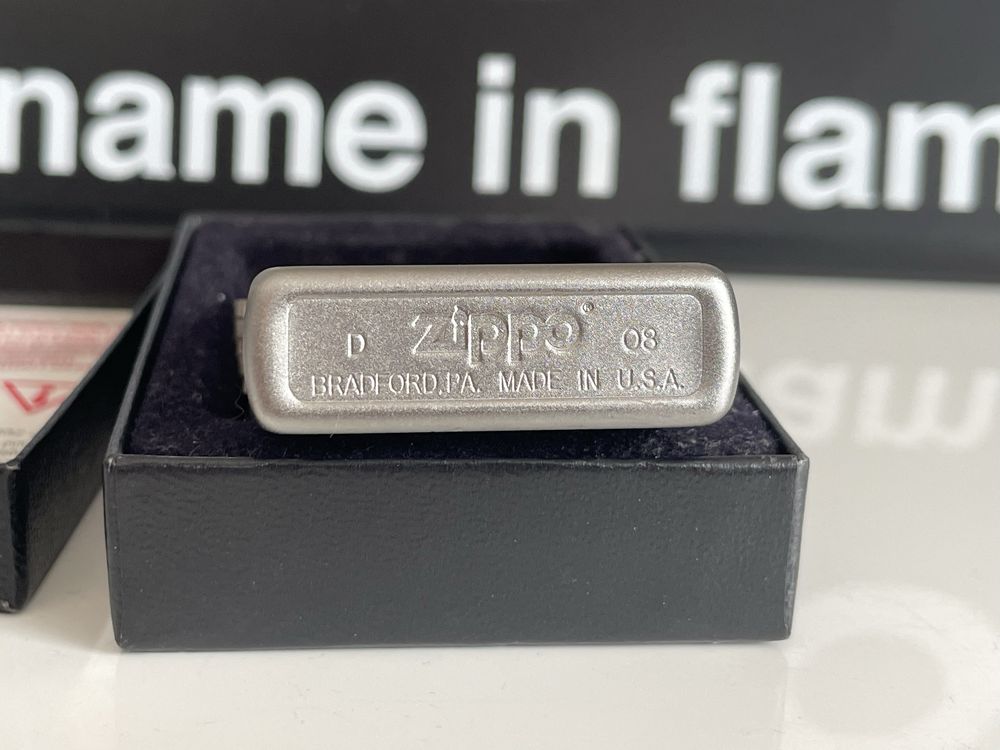 name in flam
D Zippo® 08
BRADFORD,PA. MADE IN U.S.A.